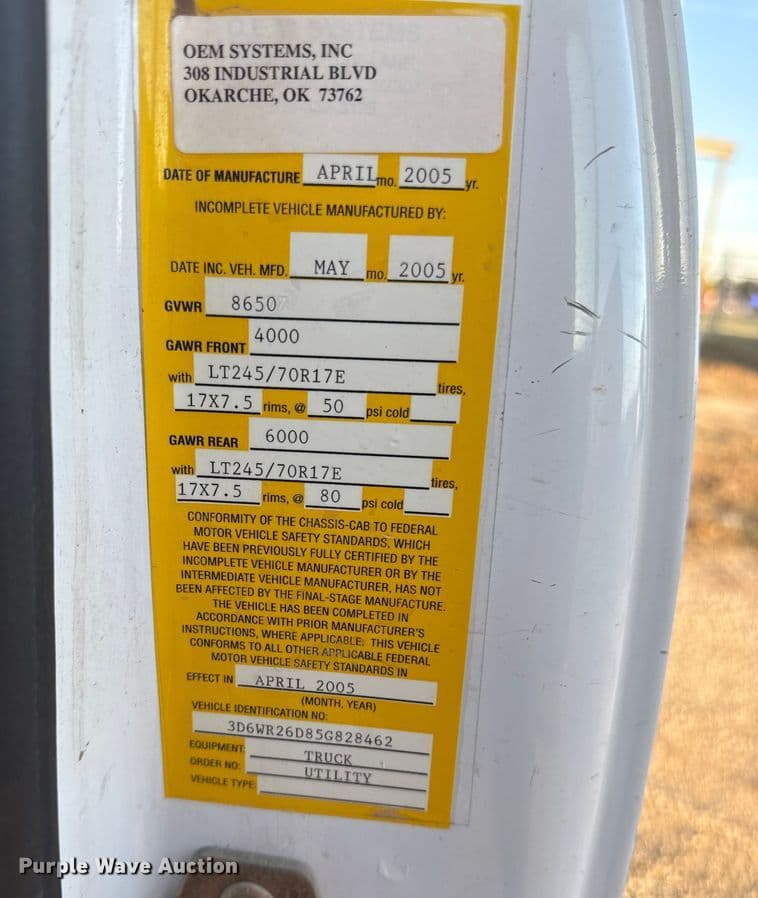 OEM SYSTEMS, INC
308 INDUSTRIAL BLVD
OKARCHE, OK 73762
DATE OF MANUFACTURE APRIL mo. 2005 yr.
INCOMPLETE VEHICLE MANUFACTURED BY:
DATE INC. VEH. MFD. MAY mo. 2005 yr.
GVWR 8650
GAWR FRONT 4000
with LT245/70R17E tires,
17X7.5 rims, @ 50 psi cold
GAWR REAR 6000
with LT245/70R17E tires,
17X7.5 rims, @ 80 psi cold
CONFORMITY OF THE CHASSIS-CAB TO FEDERAL
MOTOR VEHICLE SAFETY STANDARDS, WHICH
HAVE BEEN PREVIOUSLY FULLY CERTIFIED BY THE
INCOMPLETE VEHICLE MANUFACTURER OR BY THE
INTERMEDIATE VEHICLE MANUFACTURER, HAS NOT
BEEN AFFECTED BY THE FINAL-STAGE MANUFACTURE.
THE VEHICLE HAS BEEN COMPLETED IN
ACCORDANCE WITH PRIOR MANUFACTURER'S
INSTRUCTIONS, WHERE APPLICABLE: THIS VEHICLE
CONFORMS TO ALL OTHER APPLICABLE FEDERAL
MOTOR VEHICLE SAFETY STANDARDS IN
EFFECT IN APRIL 2005
(MONTH, YEAR)
VEHICLE IDENTIFICATION NO:
3D6WR26D85G828462
EQUIPMENT: TRUCK
ORDER NO: UTILITY
VEHICLE TYPE:
Purple Wave Auction